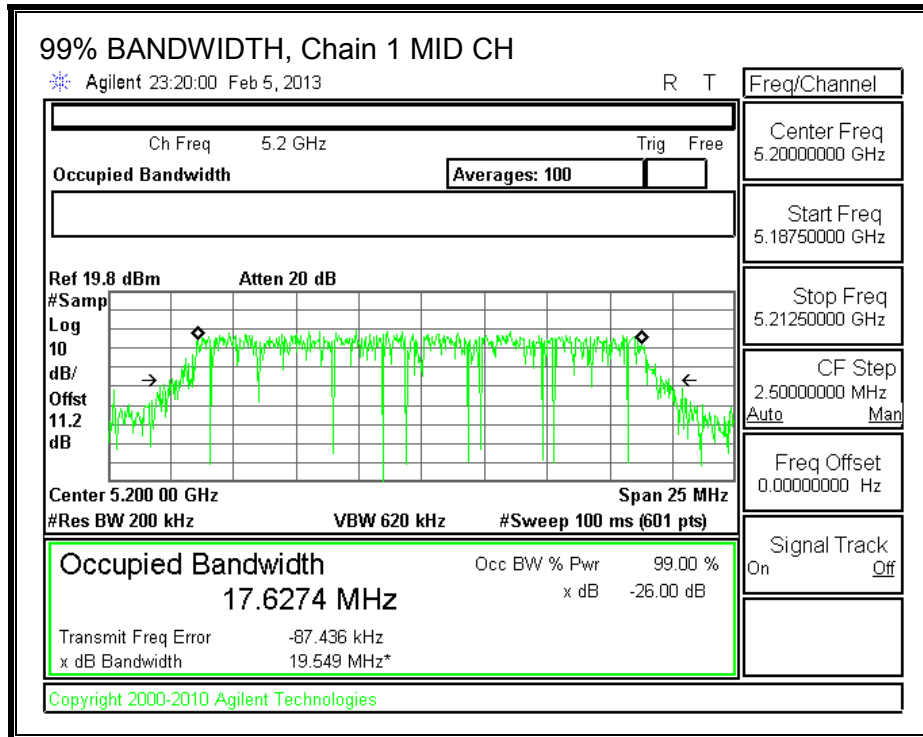 99% BANDWIDTH, Chain 1 MID CH
Agilent 23:20:00 Feb 5, 2013 R T
Ch Freq 5.2 GHz Trig Free
Occupied Bandwidth Averages: 100
Ref 19.8 dBm Atten 20 dB
#Samp
Log
10
dB/
Offst
11.2
dB
Center 5.200 00 GHz Span 25 MHz
#Res BW 200 kHz VBW 620 kHz #Sweep 100 ms (601 pts)
Occupied Bandwidth Occ BW % Pwr 99.00 %
17.6274 MHz x dB -26.00 dB
Transmit Freq Error -87.436 kHz
x dB Bandwidth 19.549 MHz*
Copyright 2000-2010 Agilent Technologies
Freq/Channel
Center Freq
5.20000000 GHz
Start Freq
5.18750000 GHz
Stop Freq
5.21250000 GHz
CF Step
2.50000000 MHz
Auto Man
Freq Offset
0.00000000 Hz
Signal Track
On Off